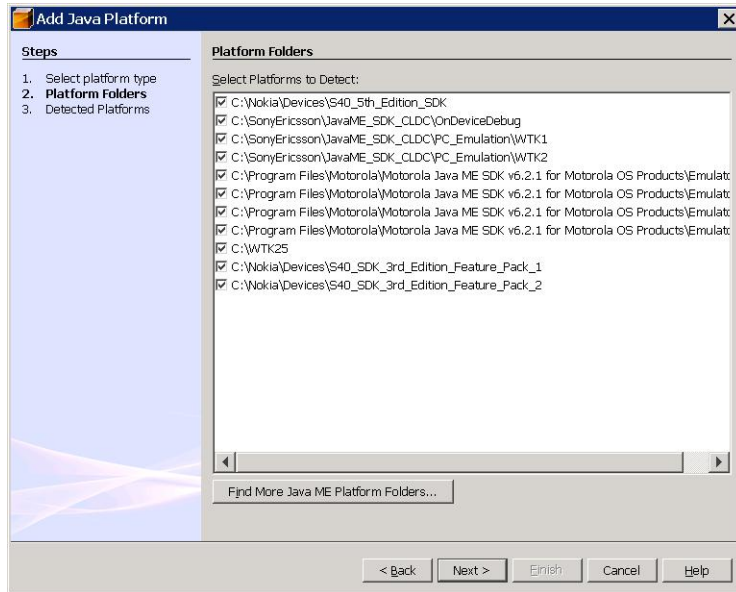 Add Java Platform
Steps
1. Select platform type
2. Platform Folders
3. Detected Platforms
Platform Folders
Select Platforms to Detect:
C:\Nokia\Devices\S40_5th_Edition_SDK
C:\SonyEricsson\JavaME_SDK_CLDC\OnDeviceDebug
C:\SonyEricsson\JavaME_SDK_CLDC\PC_Emulation\WTK1
C:\SonyEricsson\JavaME_SDK_CLDC\PC_Emulation\WTK2
C:\Program Files\Motorola\Motorola Java ME SDK v6.2.1 for Motorola OS Products\Emulato
C:\Program Files\Motorola\Motorola Java ME SDK v6.2.1 for Motorola OS Products\Emulato
C:\Program Files\Motorola\Motorola Java ME SDK v6.2.1 for Motorola OS Products\Emulato
C:\Program Files\Motorola\Motorola Java ME SDK v6.2.1 for Motorola OS Products\Emulato
C:\WTK25
C:\Nokia\Devices\S40_SDK_3rd_Edition_Feature_Pack_1
C:\Nokia\Devices\S40_SDK_3rd_Edition_Feature_Pack_2
Find More Java ME Platform Folders...
< Back Next > Finish Cancel Help